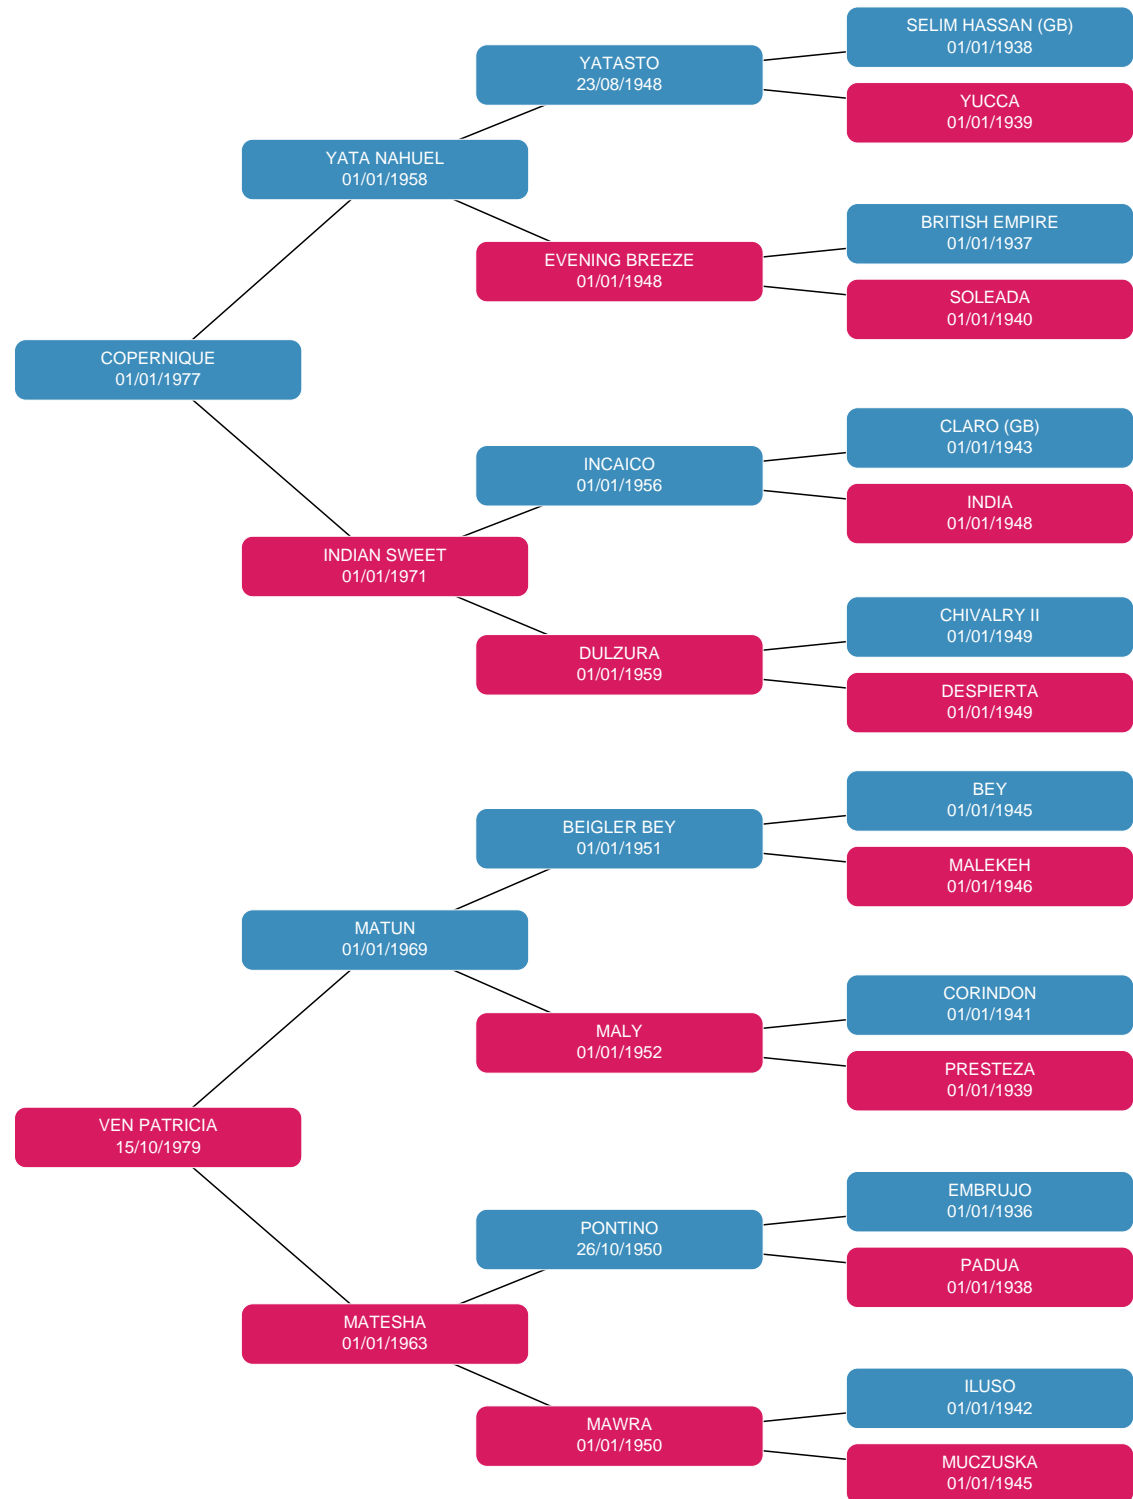 SELIM HASSAN (GB)
01/01/1938
YATASTO
23/08/1948
YUCCA
01/01/1939
YATA NAHUEL
01/01/1958
BRITISH EMPIRE
01/01/1937
EVENING BREEZE
01/01/1948
SOLEADA
01/01/1940
COPERNIQUE
01/01/1977
CLARO (GB)
01/01/1943
INCAICO
01/01/1956
INDIA
01/01/1948
INDIAN SWEET
01/01/1971
CHIVALRY II
01/01/1949
DULZURA
01/01/1959
DESPIERTA
01/01/1949
BEY
01/01/1945
BEIGLER BEY
01/01/1951
MALEKEH
01/01/1946
MATUN
01/01/1969
CORINDON
01/01/1941
MALY
01/01/1952
PRESTEZA
01/01/1939
VEN PATRICIA
15/10/1979
EMBRUJO
01/01/1936
PONTINO
26/10/1950
PADUA
01/01/1938
MATESHA
01/01/1963
ILUSO
01/01/1942
MAWRA
01/01/1950
MUCZUSKA
01/01/1945